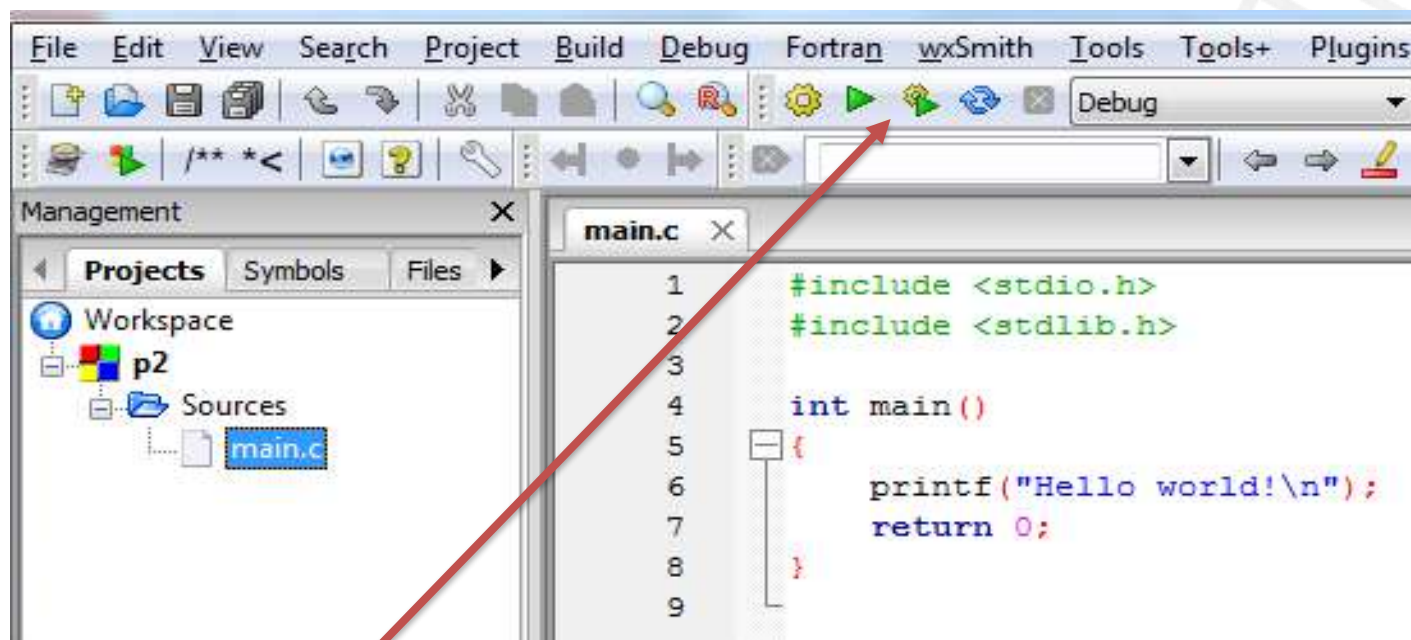 File Edit View Search Project Build Debug Fortran wxSmith Tools Tools+ Plugins
Debug
/** *<
Management
main.c
Projects Symbols Files
Workspace
p2
Sources
main.c
1 #include <stdio.h>
2 #include <stdlib.h>
3
4 int main()
5 {
6 printf("Hello world!\n");
7 return 0;
8 }
9